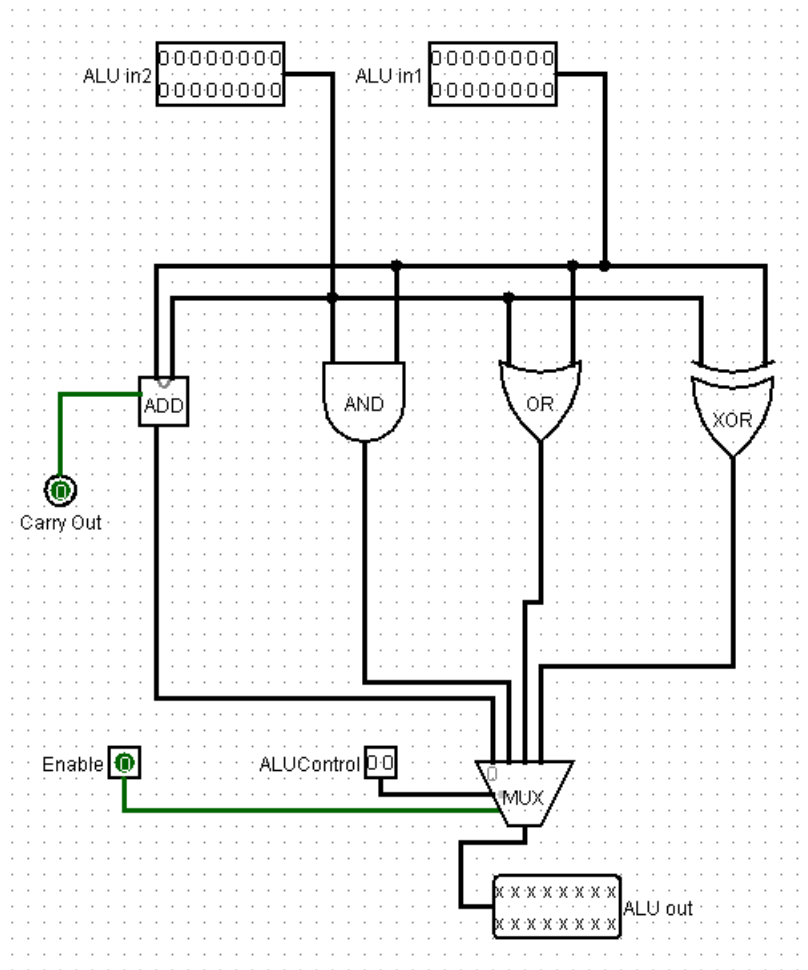 ALU in2
00000000
00000000
ALU in1
00000000
00000000
ADD
AND
OR
XOR
0
Carry Out
Enable
0
ALUControl
00
0
MUX
xxxxxxxx
xxxxxxxx
ALU out